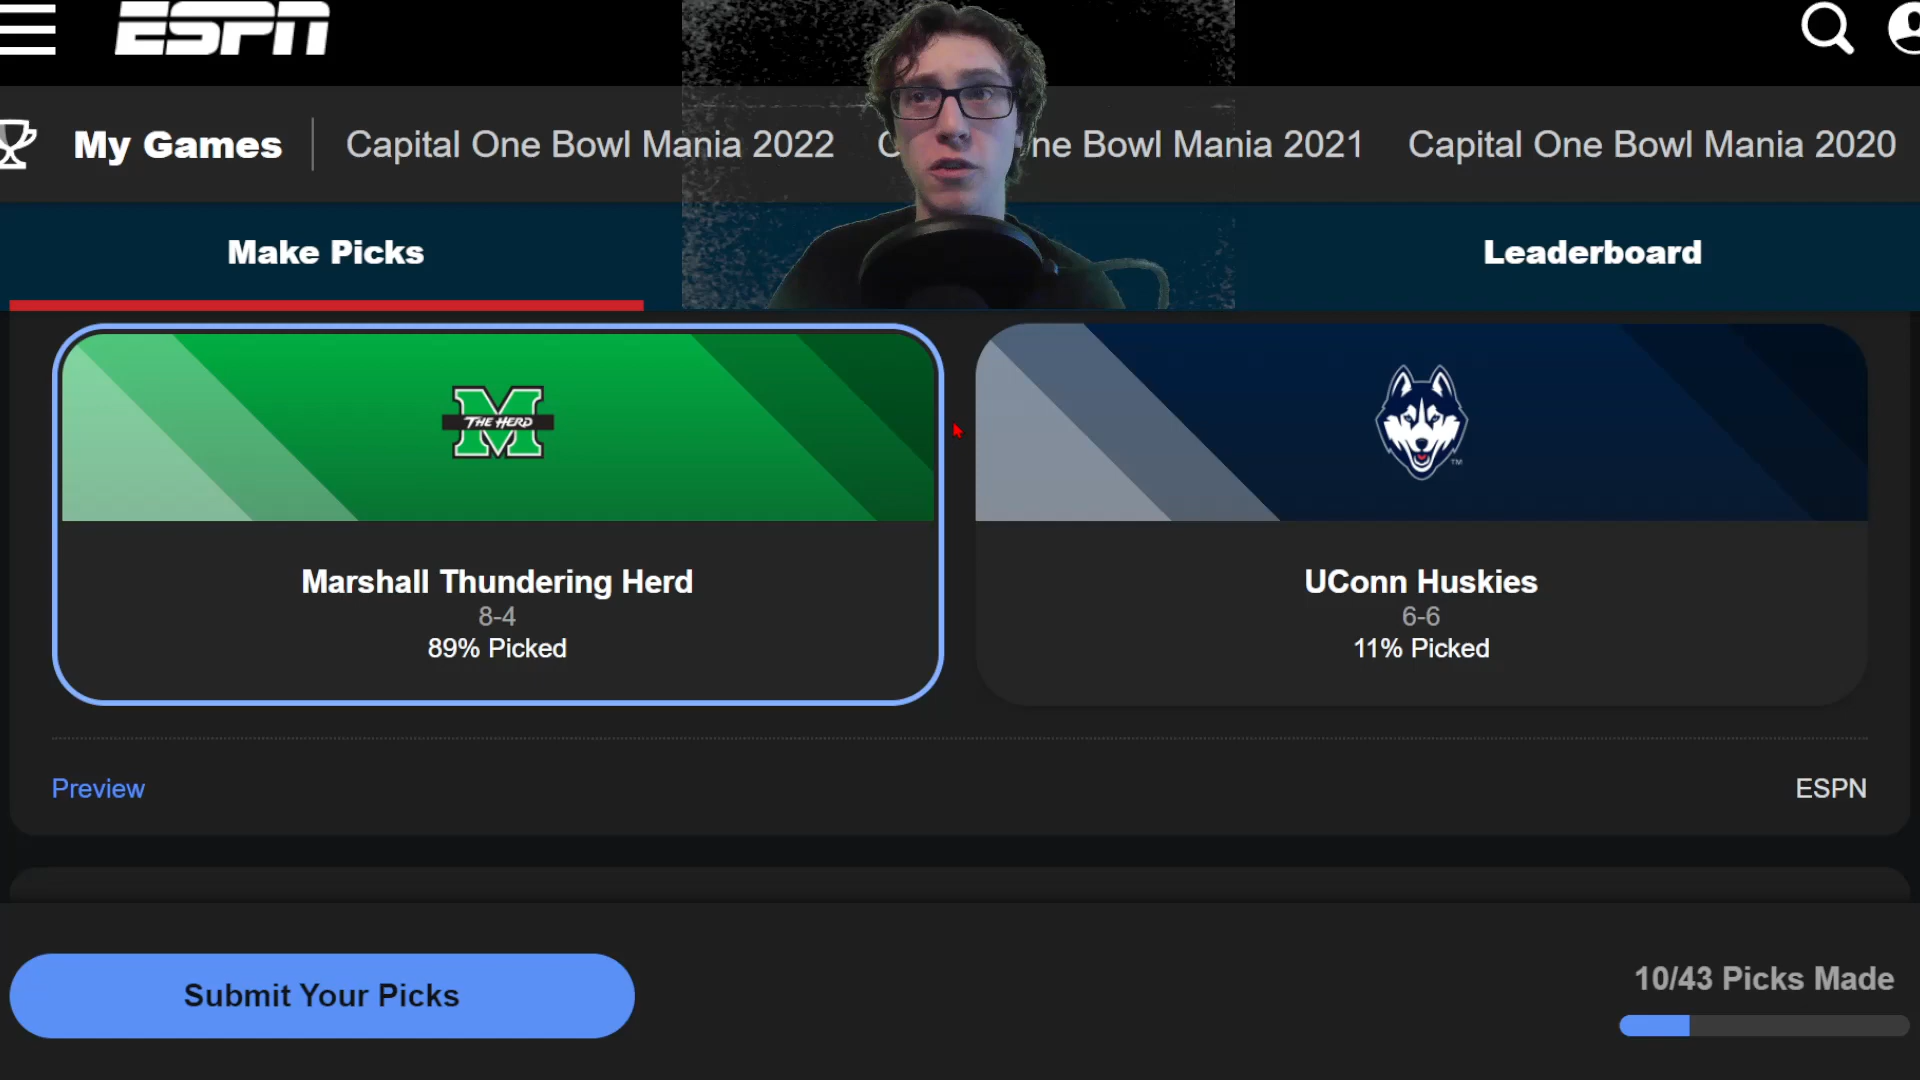 ESPN
My Games
Capital One Bowl Mania 2022
ne Bowl Mania 2021
Capital One Bowl Mania 2020
Make Picks
Leaderboard
M
THE HERD
TM
Marshall Thundering Herd
8-4
89% Picked
UConn Huskies
6-6
11% Picked
Preview
ESPN
Submit Your Picks
10/43 Picks Made